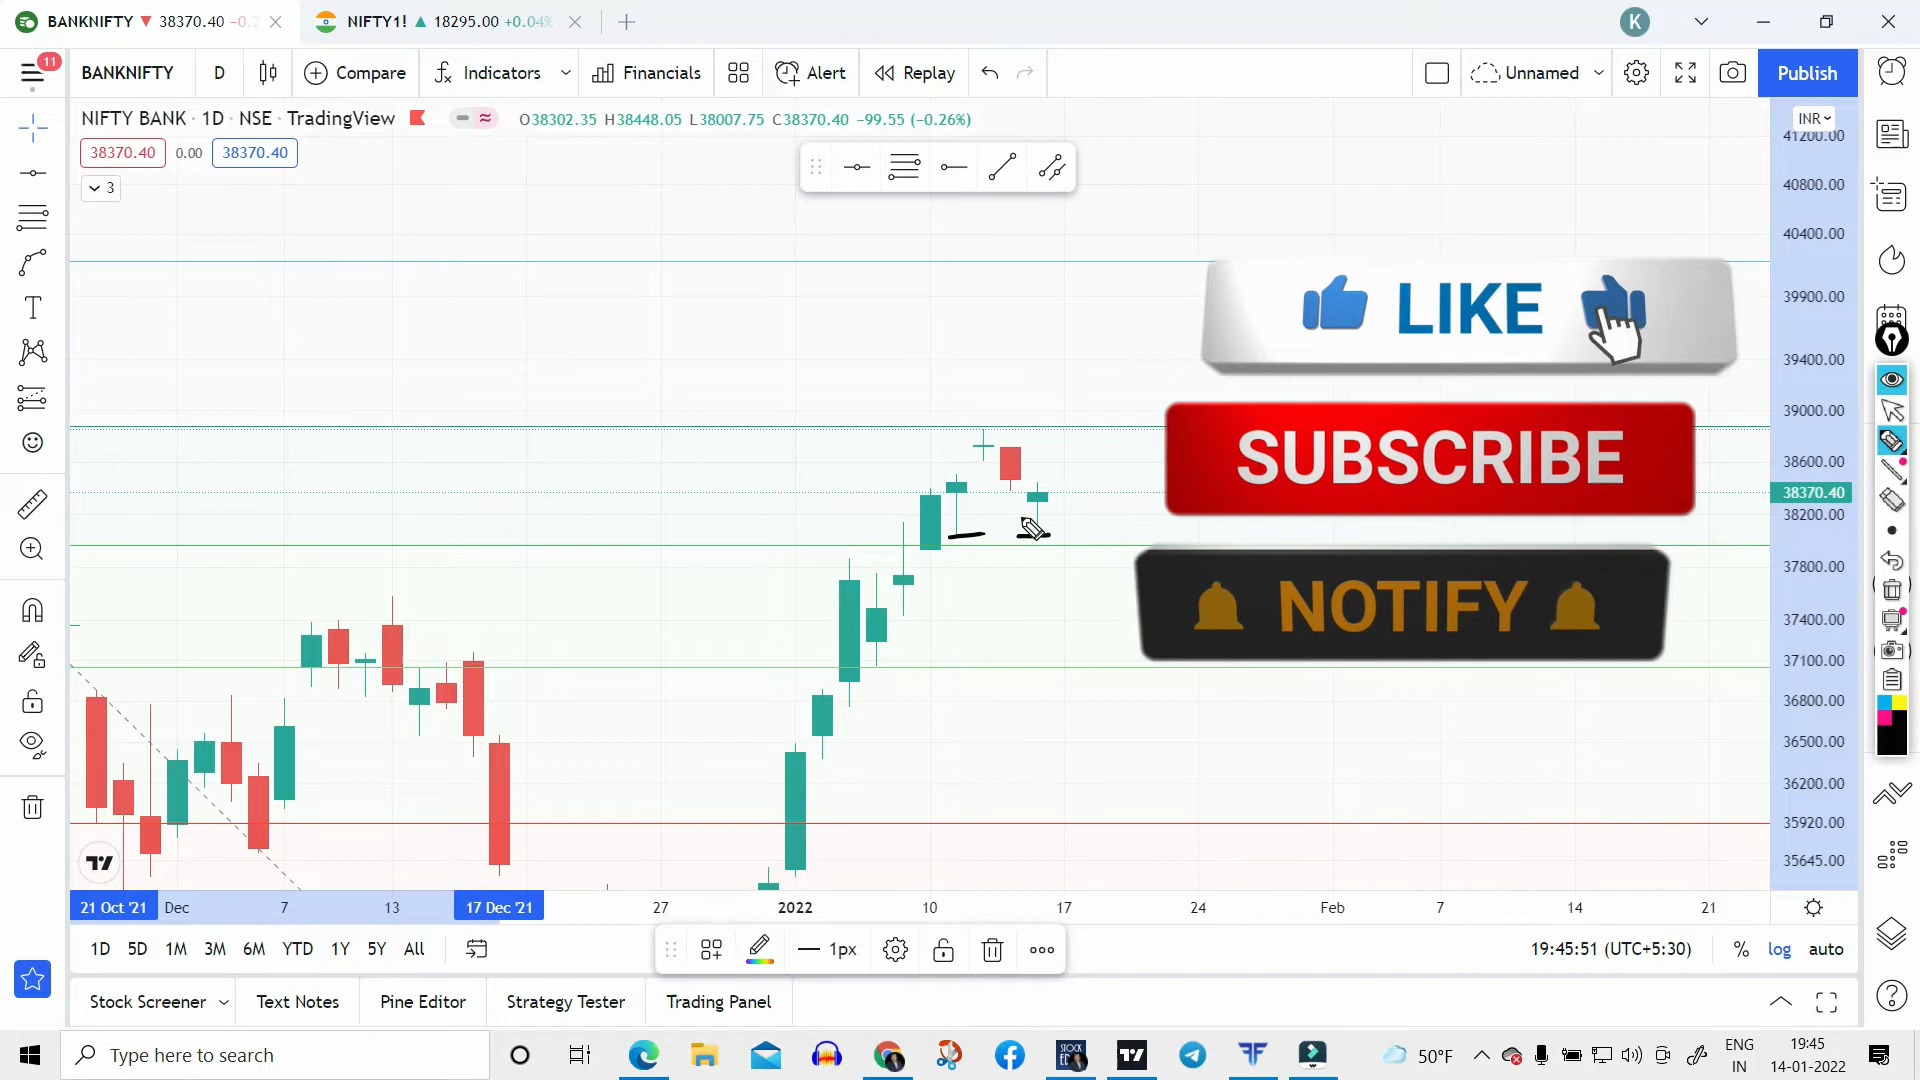 BANKNIFTY ▼ 38370.40 −0.2
NIFTY1! ▲ 18295.00 +0.04%
K
11
BANKNIFTY D Compare Indicators Financials Alert Replay Unnamed Publish
NIFTY BANK · 1D · NSE · TradingView O38302.35 H38448.05 L38007.75 C38370.40 −99.55 (−0.26%)
INR
38370.40 0.00 38370.40
3
41200.00
40800.00
40400.00
39900.00
39400.00
39000.00
38600.00
38370.40
38200.00
37800.00
37400.00
37100.00
36800.00
36500.00
36200.00
35920.00
35645.00
LIKE
SUBSCRIBE
NOTIFY
21 Oct '21 Dec 7 13 17 Dec '21 27 2022 10 17 24 Feb 7 14 21
1D 5D 1M 3M 6M YTD 1Y 5Y All
1px
19:45:51 (UTC+5:30) % log auto
Stock Screener Text Notes Pine Editor Strategy Tester Trading Panel
Type here to search
STOCK
50°F
ENG
IN
19:45
14-01-2022